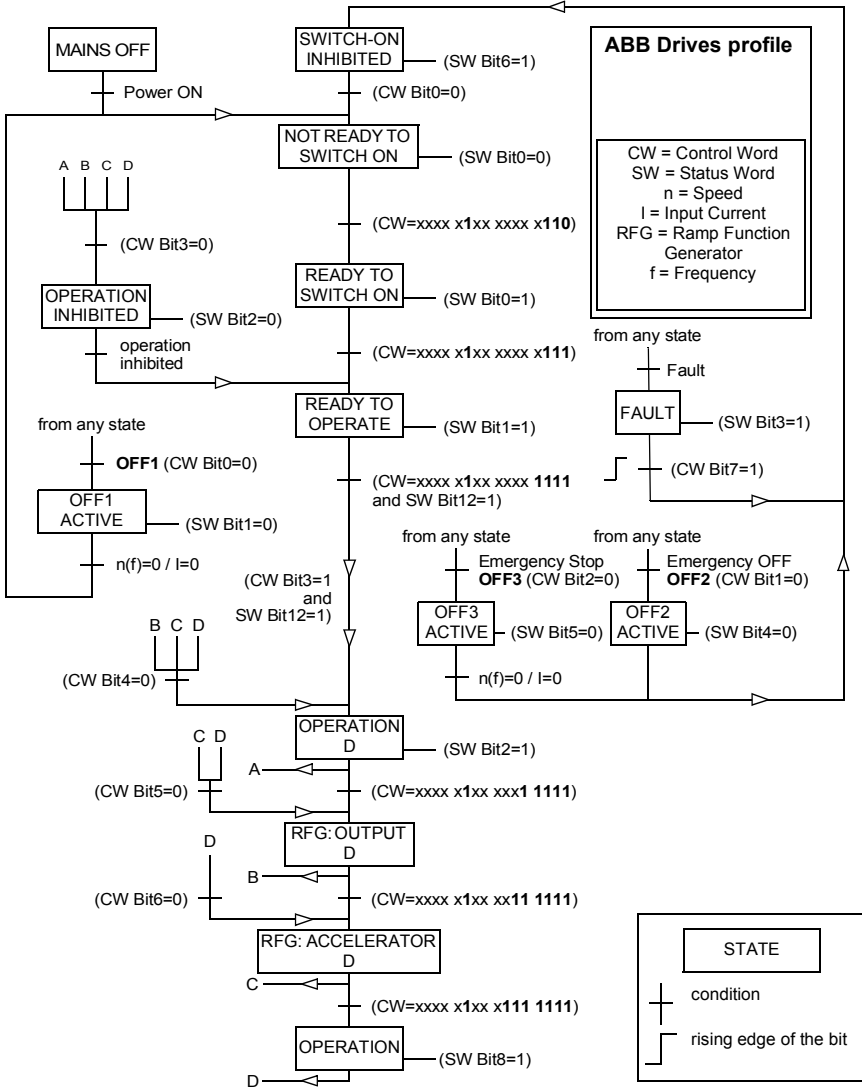 MAINS OFF
Power ON
SWITCH-ON
INHIBITED
(SW Bit6=1)
(CW Bit0=0)
NOT READY TO
SWITCH ON
(SW Bit0=0)
A B C D
(CW Bit3=0)
OPERATION
INHIBITED
(SW Bit2=0)
operation
inhibited
(CW=xxxx x1xx xxxx x110)
READY TO
SWITCH ON
(SW Bit0=1)
(CW=xxxx x1xx xxxx x111)
READY TO
OPERATE
(SW Bit1=1)
(CW=xxxx x1xx xxxx 1111
and SW Bit12=1)
ABB Drives profile
CW = Control Word
SW = Status Word
n = Speed
I = Input Current
RFG = Ramp Function
Generator
f = Frequency
from any state
Fault
FAULT
(SW Bit3=1)
(CW Bit7=1)
from any state
OFF1 (CW Bit0=0)
OFF1
ACTIVE
(SW Bit1=0)
n(f)=0 / I=0
(CW Bit3=1
and
SW Bit12=1)
from any state
Emergency Stop
OFF3 (CW Bit2=0)
OFF3
ACTIVE
(SW Bit5=0)
n(f)=0 / I=0
from any state
Emergency OFF
OFF2 (CW Bit1=0)
OFF2
ACTIVE
(SW Bit4=0)
B C D
(CW Bit4=0)
OPERATION
D
(SW Bit2=1)
A
C D
(CW Bit5=0)
(CW=xxxx x1xx xxx1 1111)
RFG: OUTPUT
D
B
D
(CW Bit6=0)
(CW=xxxx x1xx xx11 1111)
RFG: ACCELERATOR
D
C
(CW=xxxx x1xx x111 1111)
OPERATION
(SW Bit8=1)
D
STATE
condition
rising edge of the bit